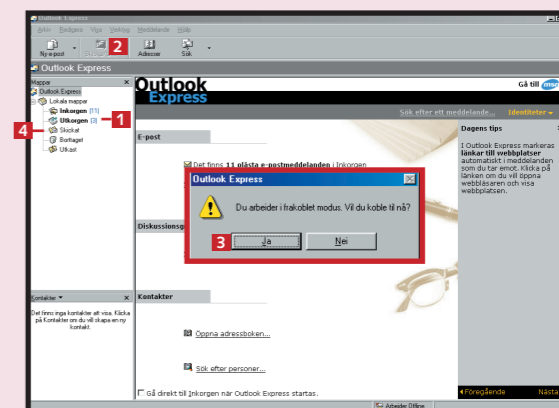 Outlook Express
Arkiv Redigera Visa Verktyg Meddelande Hjälp
Ny e-post
2
Adresser
Sök
Outlook Express
Mappar ×
Outlook Express
Lokala mappar
Inkorgen (11)
Utkorgen (3)
1
4
Skickat
Borttaget
Utkast
Outlook
Express
Gå till msn
Sök efter ett meddelande... Identiteter
E-post
Det finns 11 olästa e-postmeddelanden i Inkorgen
Diskussionsg
Outlook Express
Du arbeider i frakoblet modus. Vil du koble til nå?
3
Ja
Nei
Kontakter
Öppna adressboken...
Sök efter personer...
Gå direkt till Inkorgen när Outlook Express startas.
Dagens tips
I Outlook Express markeras
länkar till webbplatser
automatiskt i meddelanden
som du tar emot. Klicka på
länken om du vill öppna
webbläsaren och visa
webbplatsen.
Föregående Nästa
Kontakter ×
Det finns inga kontakter att visa. Klicka
på Kontakter om du vill skapa en ny
kontakt.
Arbeider Offline